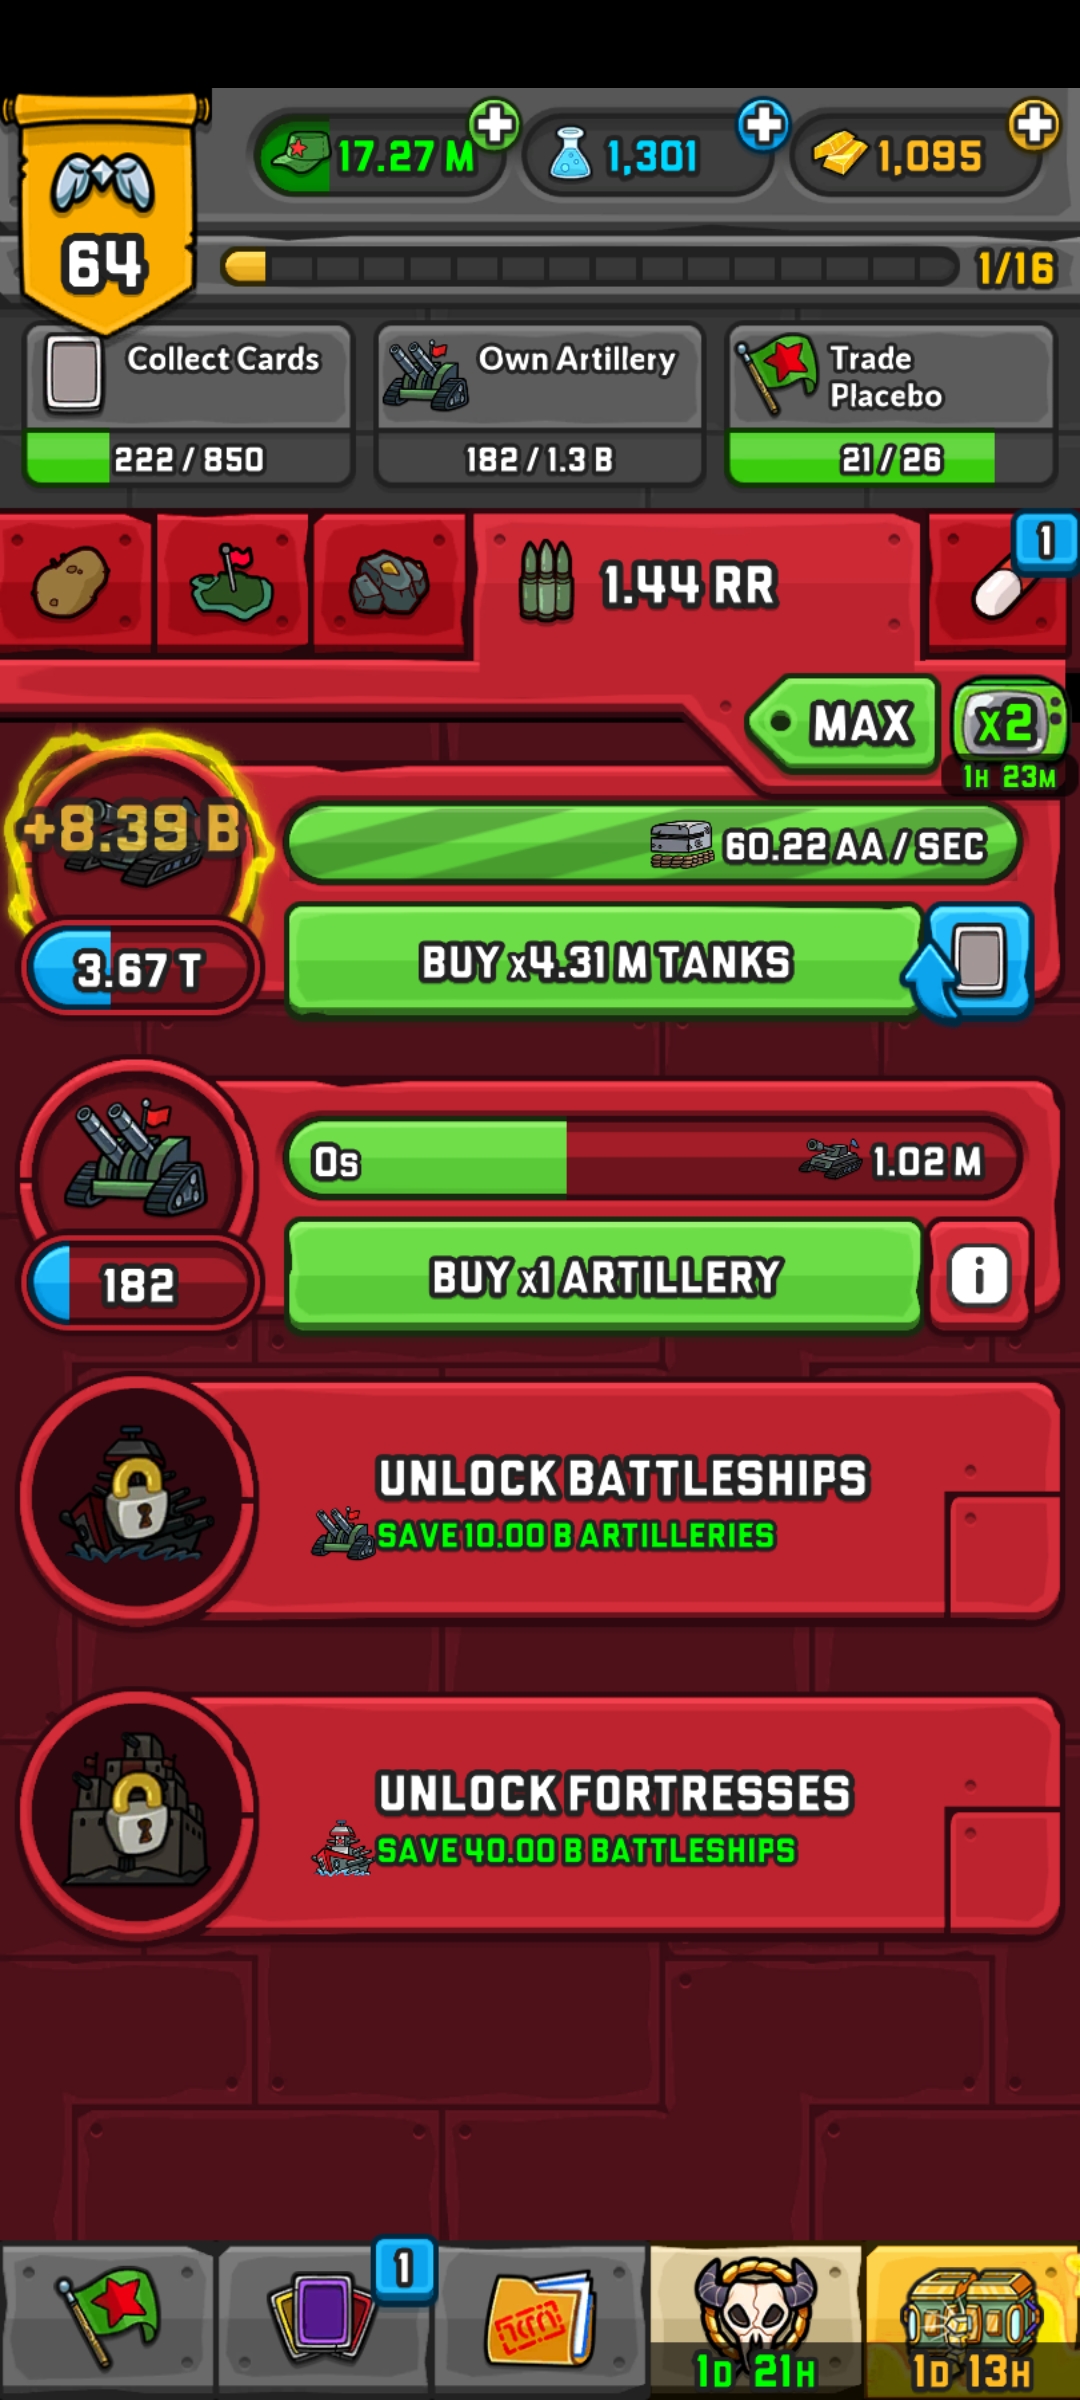 64
17.27 M
1,301
1,095
1/16
Collect Cards
222 / 850
Own Artillery
182 / 1.3 B
Trade
Placebo
21 / 26
1.44 RR
1
MAX
x2
1H 23M
+8.39 B
60.22 AA / SEC
3.67 T
BUY x4.31 M TANKS
0s
1.02 M
182
BUY x1 ARTILLERY
i
UNLOCK BATTLESHIPS
SAVE 10.00 B ARTILLERIES
UNLOCK FORTRESSES
SAVE 40.00 B BATTLESHIPS
1
1D 21H
1D 13H